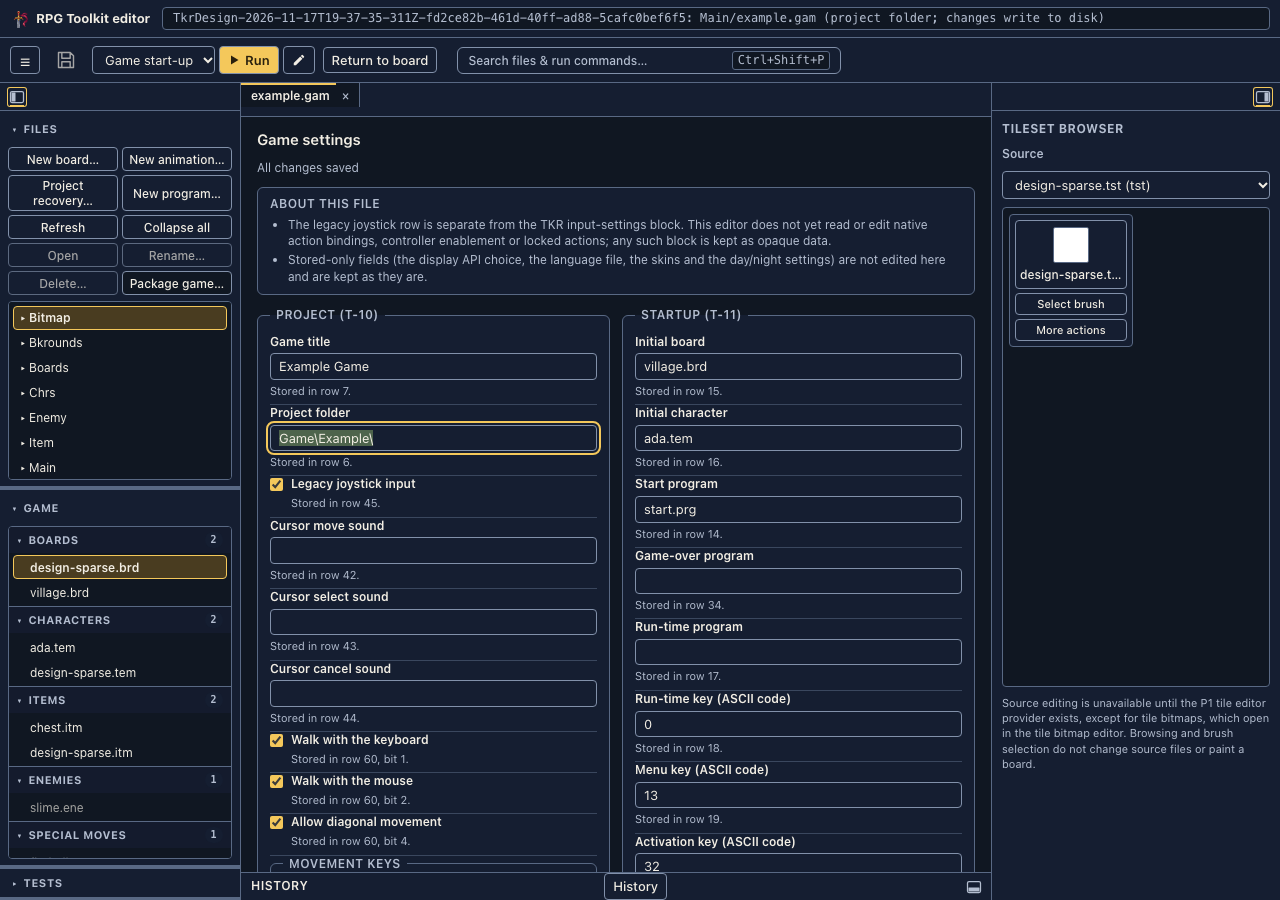 RPG Toolkit editor
TkrDesign-2026-11-17T19-37-35-311Z-fd2ce82b-461d-40ff-ad88-5cafc0bef6f5: Main/example.gam (project folder; changes write to disk)
Game start-up
Run
Return to board
Search files & run commands...
Ctrl+Shift+P
FILES
New board...
New animation...
Project recovery...
New program...
Refresh
Collapse all
Open
Rename...
Delete...
Package game...
Bitmap
Bkrounds
Boards
Chrs
Enemy
Item
Main
GAME
BOARDS 2
design-sparse.brd
village.brd
CHARACTERS 2
ada.tem
design-sparse.tem
ITEMS 2
chest.itm
design-sparse.itm
ENEMIES 1
slime.ene
SPECIAL MOVES 1
TESTS
example.gam ×
Game settings
All changes saved
ABOUT THIS FILE
• The legacy joystick row is separate from the TKR input-settings block. This editor does not yet read or edit native
action bindings, controller enablement or locked actions; any such block is kept as opaque data.
• Stored-only fields (the display API choice, the language file, the skins and the day/night settings) are not edited here
and are kept as they are.
PROJECT (T-10)
Game title
Example Game
Stored in row 7.
Project folder
Game\Example\
Stored in row 6.
Legacy joystick input
Stored in row 45.
Cursor move sound
Stored in row 42.
Cursor select sound
Stored in row 43.
Cursor cancel sound
Stored in row 44.
Walk with the keyboard
Stored in row 60, bit 1.
Walk with the mouse
Stored in row 60, bit 2.
Allow diagonal movement
Stored in row 60, bit 4.
MOVEMENT KEYS
STARTUP (T-11)
Initial board
village.brd
Stored in row 15.
Initial character
ada.tem
Stored in row 16.
Start program
start.prg
Stored in row 14.
Game-over program
Stored in row 34.
Run-time program
Stored in row 17.
Run-time key (ASCII code)
0
Stored in row 18.
Menu key (ASCII code)
13
Stored in row 19.
Activation key (ASCII code)
32
HISTORY
History
TILESET BROWSER
Source
design-sparse.tst (tst)
design-sparse.t...
Select brush
More actions
Source editing is unavailable until the P1 tile editor
provider exists, except for tile bitmaps, which open
in the tile bitmap editor. Browsing and brush
selection do not change source files or paint a
board.